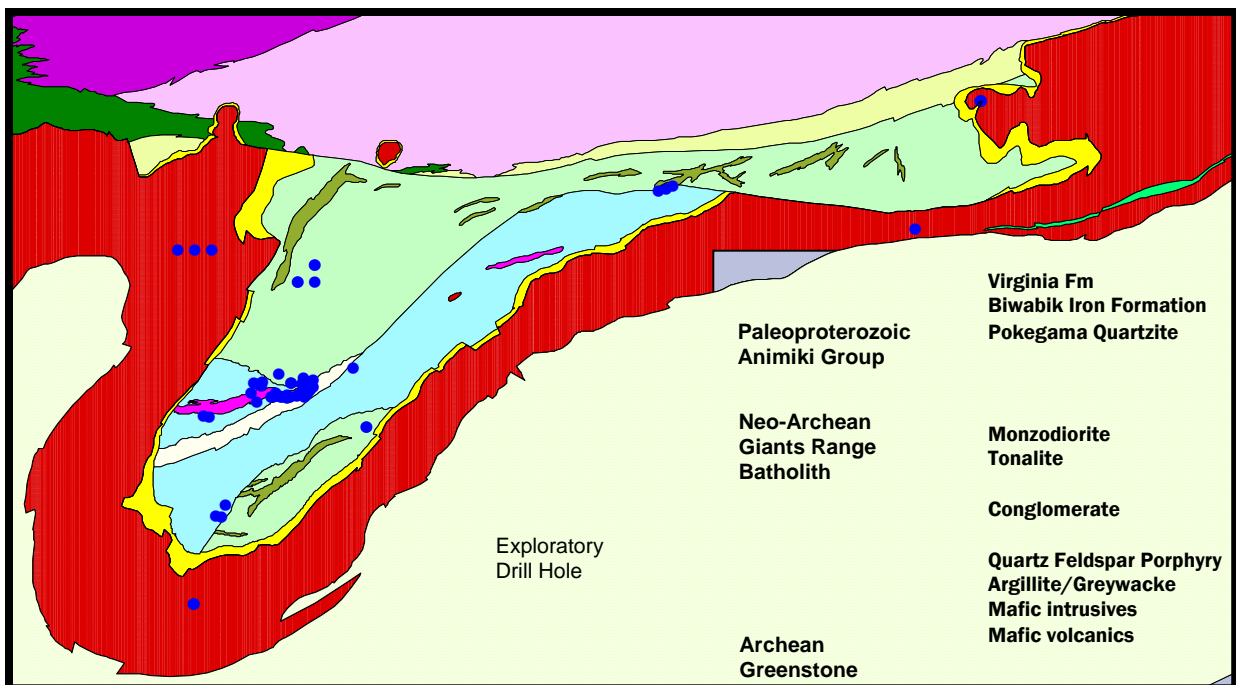 Virginia Fm
Biwabik Iron Formation
Paleoproterozoic
Animiki Group
Pokegama Quartzite
Neo-Archean
Giants Range
Batholith
Monzodiorite
Tonalite
Conglomerate
Exploratory
Drill Hole
Quartz Feldspar Porphyry
Argillite/Greywacke
Mafic intrusives
Mafic volcanics
Archean
Greenstone